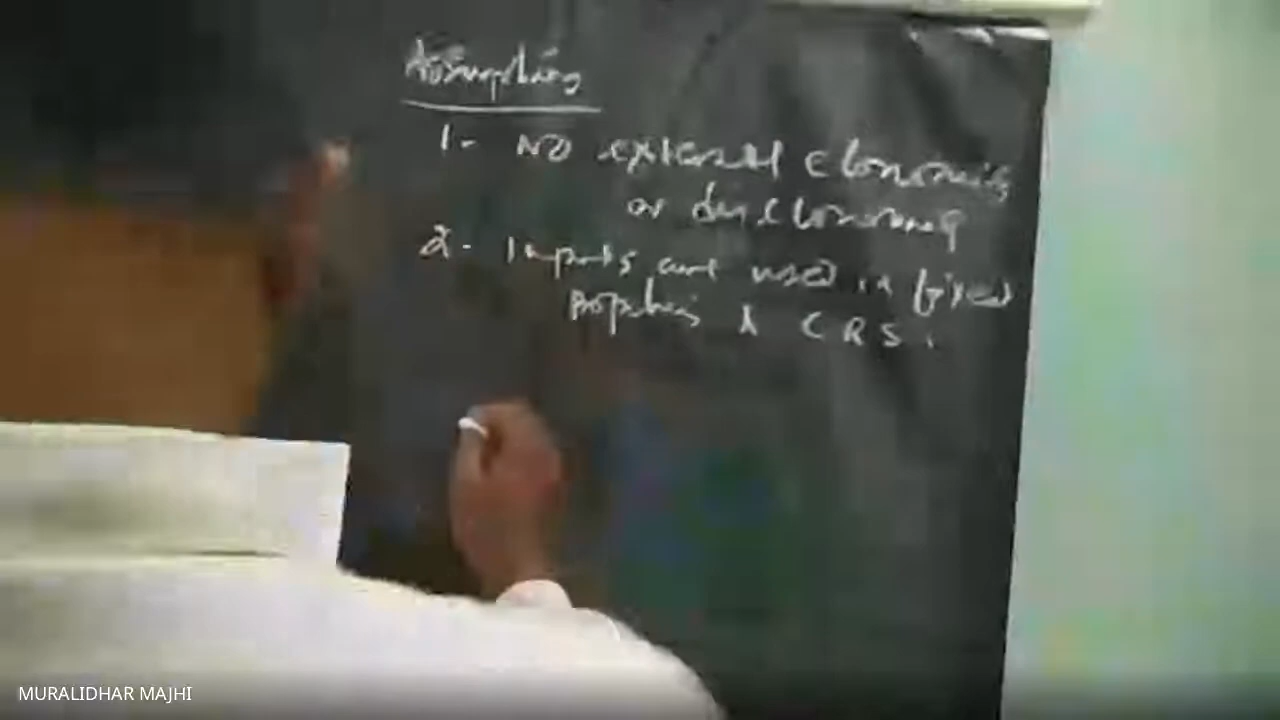 Assumptions
1- No external economies
or diseconomies
2- Inputs are used in fixed
proportions & CRS.
MURALIDHAR MAJHI